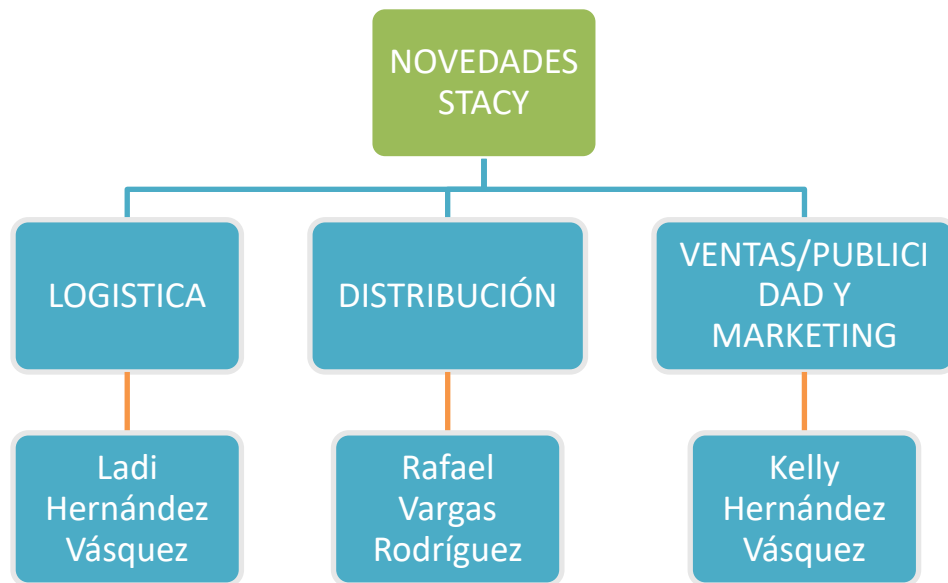 NOVEDADES
STACY
LOGISTICA
DISTRIBUCIÓN
VENTAS/PUBLICI
DAD Y
MARKETING
Ladi
Hernández
Vásquez
Rafael
Vargas
Rodríguez
Kelly
Hernández
Vásquez